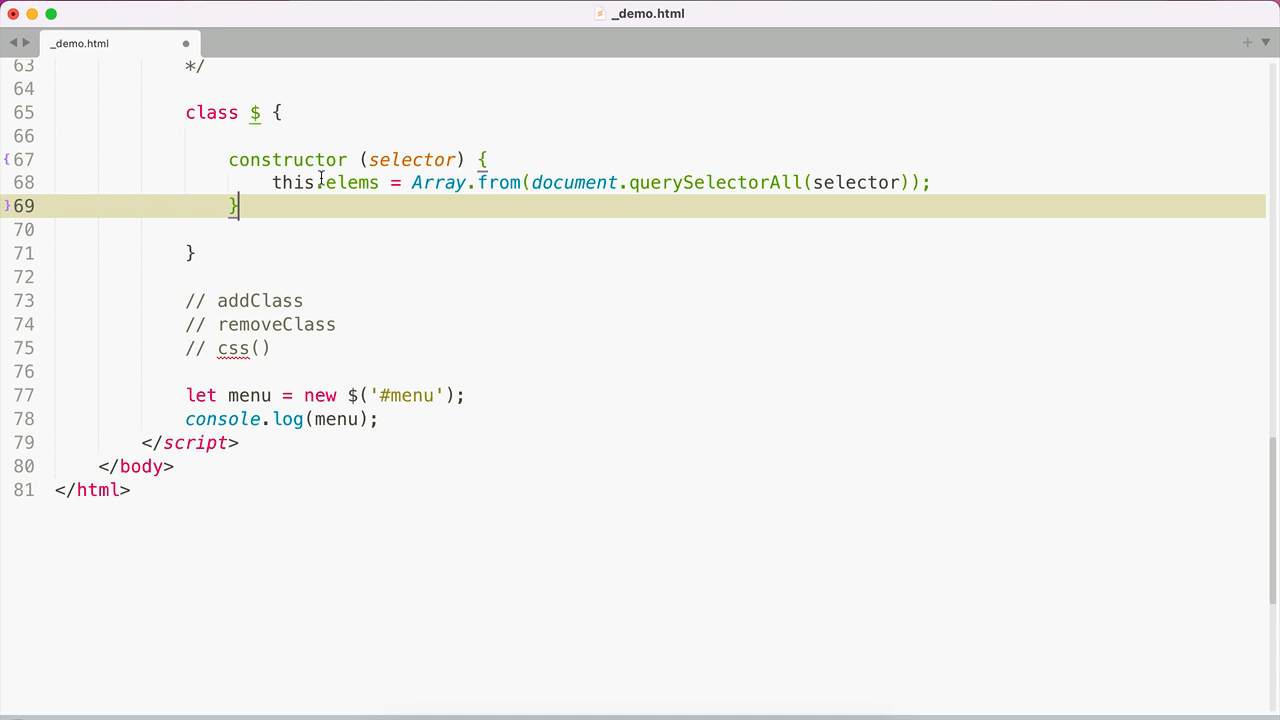 _demo.html
_demo.html
63 */
64
65 class $ {
66
67 constructor (selector) {
68 this.elems = Array.from(document.querySelectorAll(selector));
69 }
70
71 }
72
73 // addClass
74 // removeClass
75 // css()
76
77 let menu = new $('#menu');
78 console.log(menu);
79 </script>
80 </body>
81 </html>